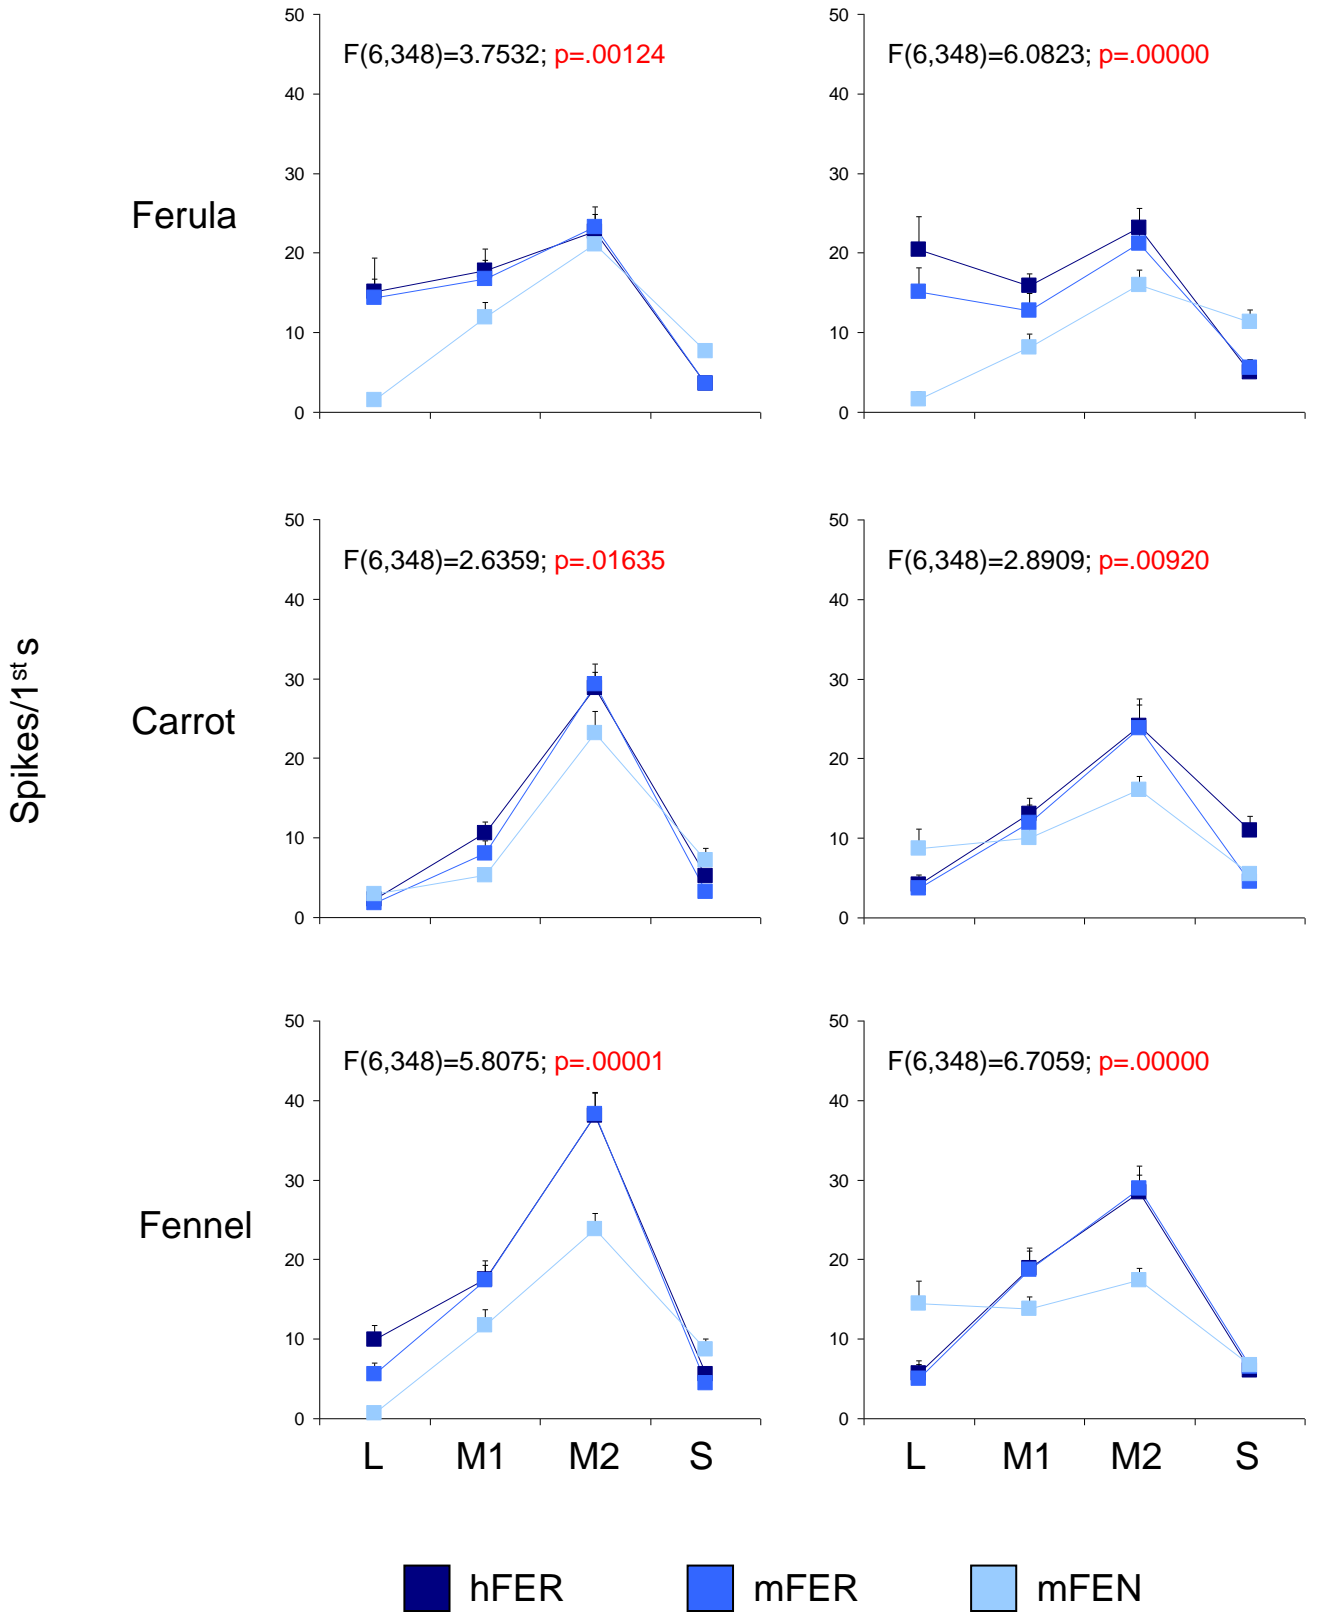 50 50
F(6,348)=3.7532; p=.00124 F(6,348)=6.0823; p=.00000
40 40
30 30
Ferula
20 20
10 10
0 0
50 50
F(6,348)=2.6359; p=.01635 F(6,348)=2.8909; p=.00920
40 40
30 30
Spikes/1st s
Carrot
20 20
10 10
0 0
50 50
F(6,348)=5.8075; p=.00001 F(6,348)=6.7059; p=.00000
40 40
30 30
Fennel
20 20
10 10
0 0
L M1 M2 S L M1 M2 S
hFER mFER mFEN